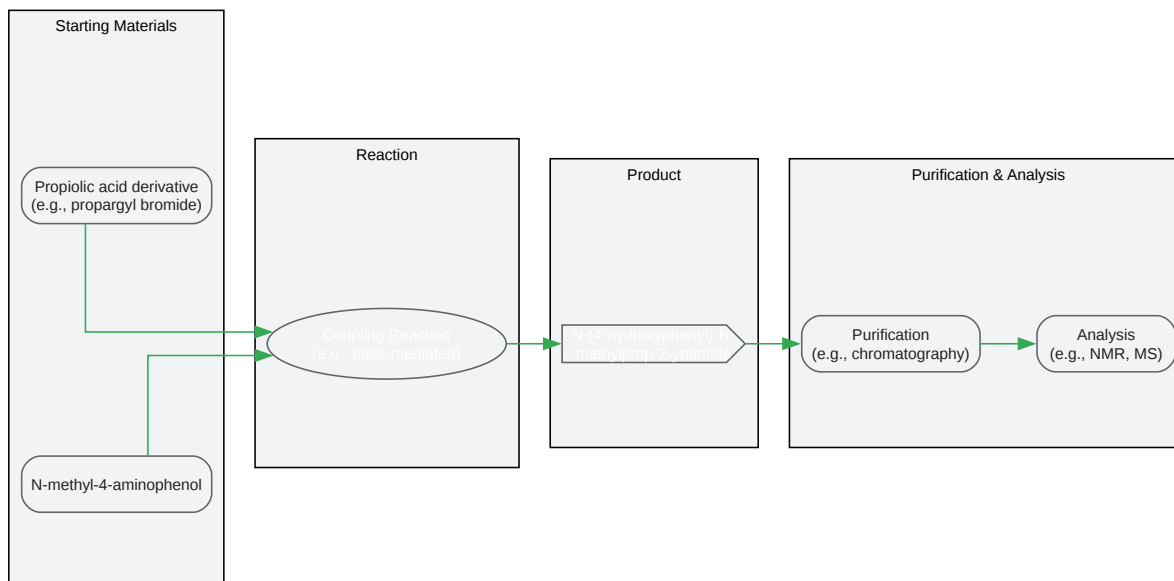 Starting Materials
Propiolic acid derivative
(e.g., propargyl bromide)
N-methyl-4-aminophenol
Reaction
Coupling Reaction
(e.g., base-mediated)
Product
N-(4-hydroxyphenyl)-N-
methylprop-2-ynamide
Purification & Analysis
Purification
(e.g., chromatography)
Analysis
(e.g., NMR, MS)